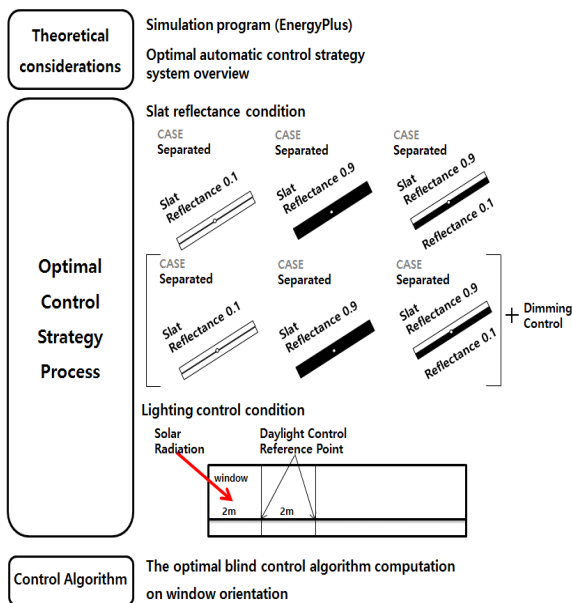 Theoretical
considerations
Simulation program (EnergyPlus)
Optimal automatic control strategy
system overview
Optimal
Control
Strategy
Process
Slat reflectance condition
CASE
Separated
Slat
Reflectance 0.1
CASE
Separated
Slat
Reflectance 0.9
CASE
Separated
Slat
Reflectance 0.9
Reflectance 0.1
CASE
Separated
Slat
Reflectance 0.1
CASE
Separated
Slat
Reflectance 0.9
CASE
Separated
Slat
Reflectance 0.9
Reflectance 0.1
+ Dimming
Control
Lighting control condition
Solar
Radiation
Daylight Control
Reference Point
window
2m
2m
Control Algorithm
The optimal blind control algorithm computation
on window orientation